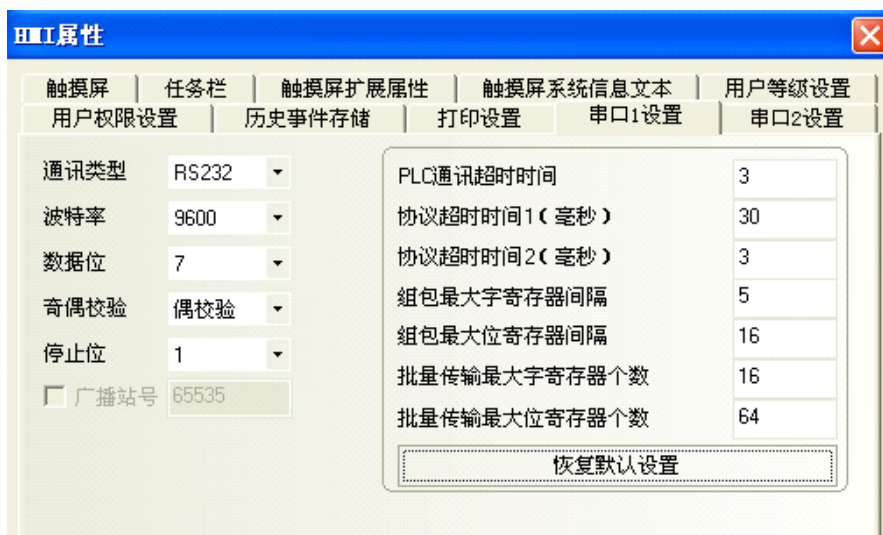 HMI属性
触摸屏
任务栏
触摸屏扩展属性
触摸屏系统信息文本
用户等级设置
用户权限设置
历史事件存储
打印设置
串口1设置
串口2设置
通讯类型 RS232
波特率 9600
数据位 7
奇偶校验 偶校验
停止位 1
广播站号 65535
PLC通讯超时时间 3
协议超时时间1(毫秒) 30
协议超时时间2(毫秒) 3
组包最大字寄存器间隔 5
组包最大位寄存器间隔 16
批量传输最大字寄存器个数 16
批量传输最大位寄存器个数 64
恢复默认设置